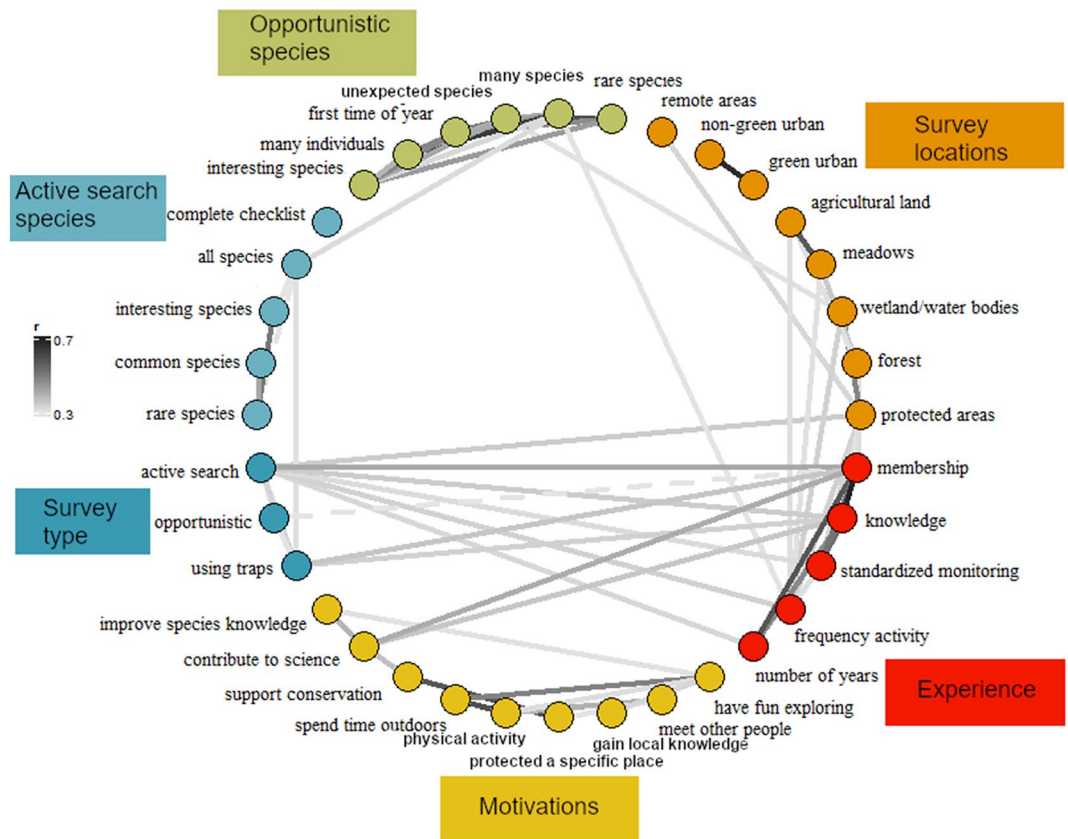 Opportunistic
species
many species
rare species
unexpected species
first time of year
many individuals
interesting species
remote areas
non-green urban
green urban
Survey
locations
agricultural land
meadows
wetland/water bodies
forest
protected areas
Active search
species
complete checklist
all species
interesting species
common species
rare species
r
0.7
0.3
active search
opportunistic
using traps
Survey
type
membership
knowledge
standardized monitoring
frequency activity
number of years
Experience
improve species knowledge
contribute to science
support conservation
spend time outdoors
physical activity
protected a specific place
gain local knowledge
meet other people
have fun exploring
Motivations